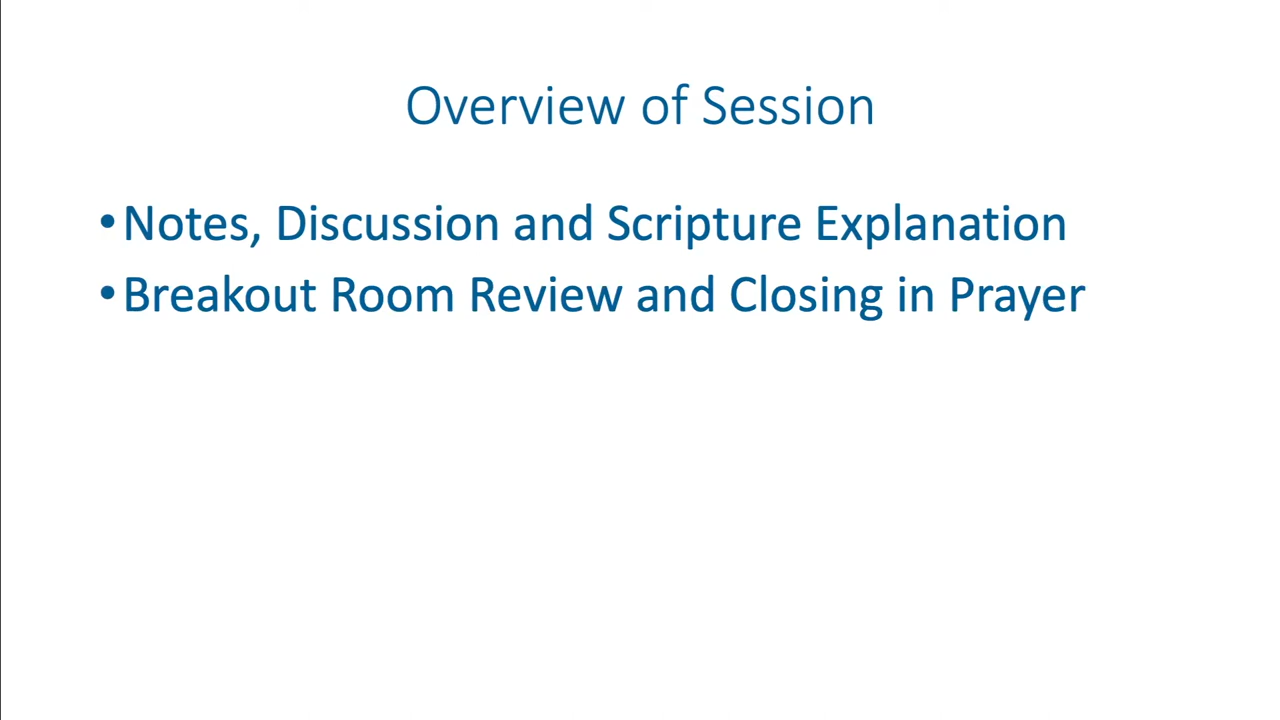 Overview of Session
•Notes, Discussion and Scripture Explanation
•Breakout Room Review and Closing in Prayer